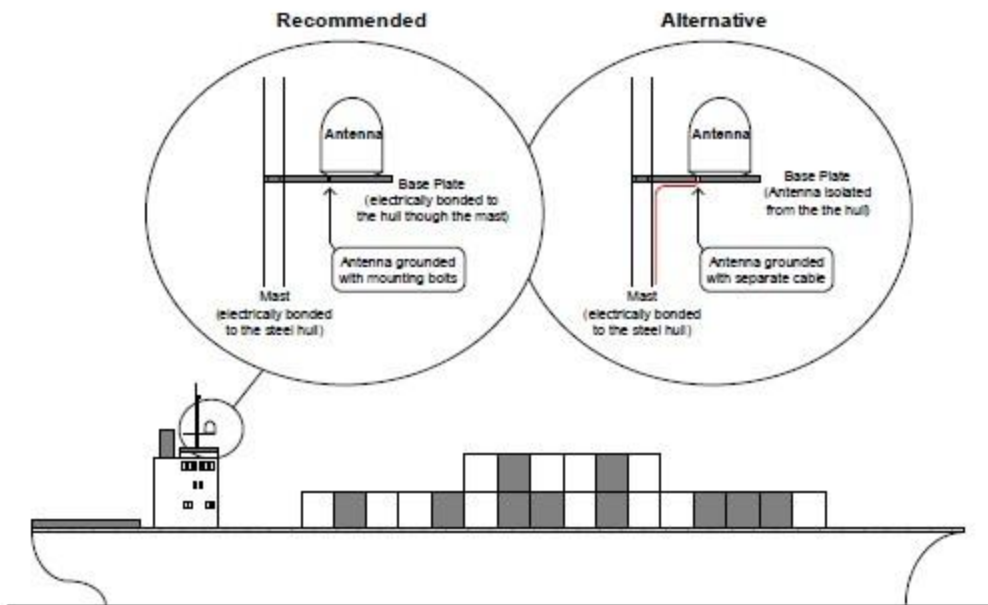 Recommended
Antenna
Base Plate
(electrically bonded to
the hull though the mast)
Antenna grounded
with mounting bolts
Mast
(electrically bonded
to the steel hull)
Alternative
Antenna
Base Plate
(Antenna isolated
from the the hull)
Antenna grounded
with separate cable
Mast
(electrically bonded
to the steel hull)